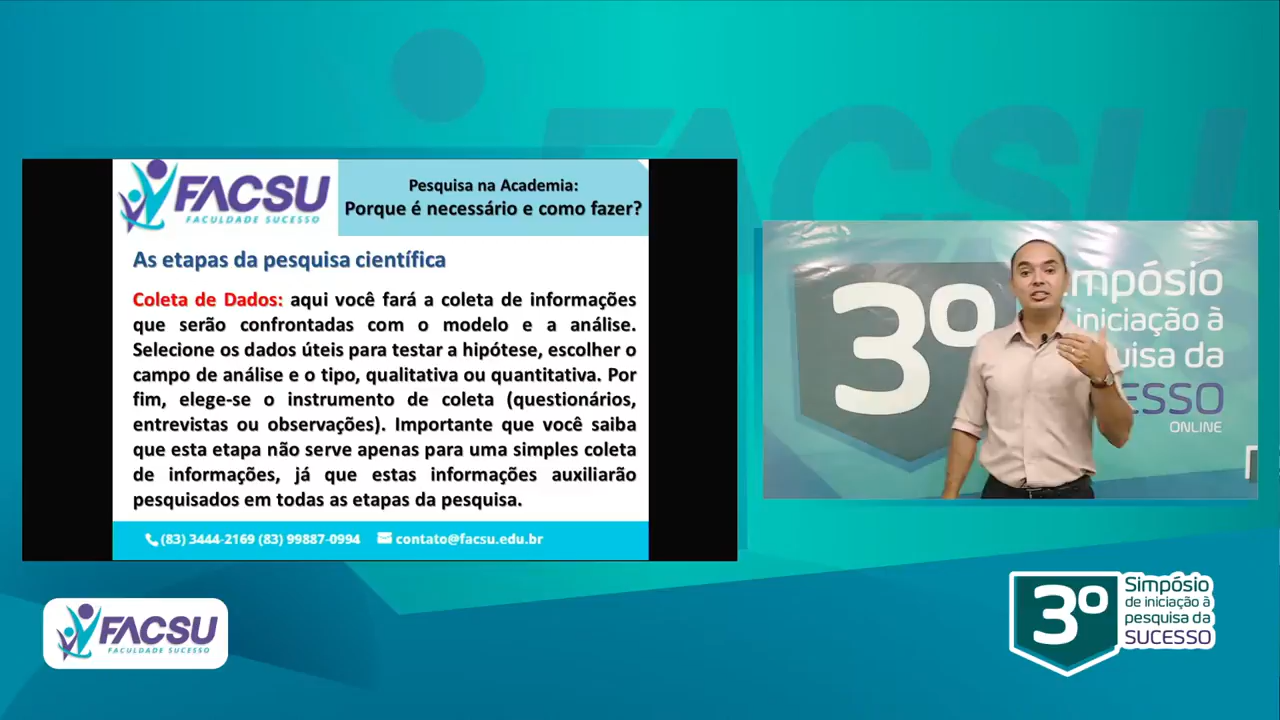 FACSU
FACSU
FACULDADE SUCESSO
Pesquisa na Academia:
Porque é necessário e como fazer?
As etapas da pesquisa científica
Coleta de Dados: aqui você fará a coleta de informações
que serão confrontadas com o modelo e a análise.
Selecione os dados úteis para testar a hipótese, escolher o
campo de análise e o tipo, qualitativa ou quantitativa. Por
fim, elege-se o instrumento de coleta (questionários,
entrevistas ou observações). Importante que você saiba
que esta etapa não serve apenas para uma simples coleta
de informações, já que estas informações auxiliarão
pesquisados em todas as etapas da pesquisa.
(83) 3444-2169 (83) 99887-0994 contato@facsu.edu.br
3º
impósio
iniciação à
uisa da
ESSO
ONLINE
FACSU
FACULDADE SUCESSO
3º
Simpósio
de iniciação à
pesquisa da
SUCESSO